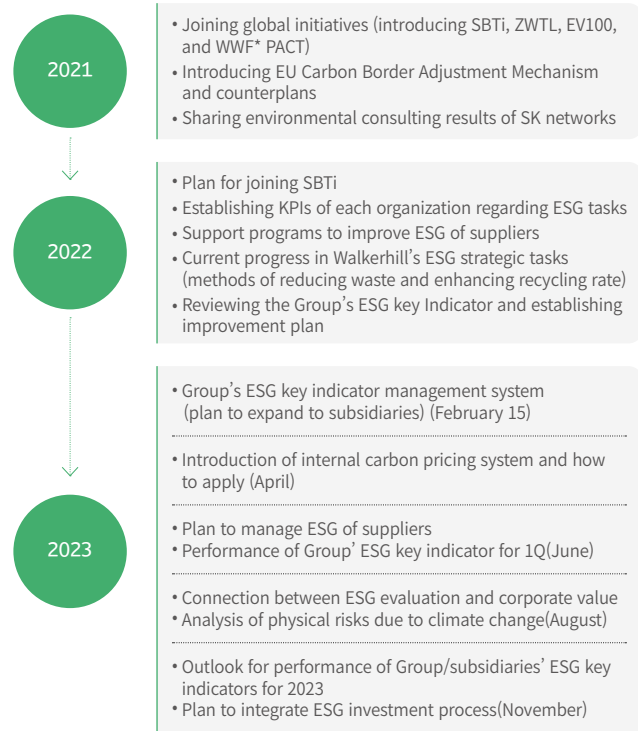 2021
• Joining global initiatives (introducing SBTi, ZWTL, EV100,
and WWF* PACT)
• Introducing EU Carbon Border Adjustment Mechanism
and counterplans
• Sharing environmental consulting results of SK networks
2022
• Plan for joining SBTi
• Establishing KPIs of each organization regarding ESG tasks
• Support programs to improve ESG of suppliers
• Current progress in Walkerhill’s ESG strategic tasks
(methods of reducing waste and enhancing recycling rate)
• Reviewing the Group’s ESG key Indicator and establishing
improvement plan
2023
• Group’s ESG key indicator management system
(plan to expand to subsidiaries) (February 15)
• Introduction of internal carbon pricing system and how
to apply (April)
• Plan to manage ESG of suppliers
• Performance of Group’ ESG key indicator for 1Q(June)
• Connection between ESG evaluation and corporate value
• Analysis of physical risks due to climate change(August)
• Outlook for performance of Group/subsidiaries’ ESG key
indicators for 2023
• Plan to integrate ESG investment process(November)